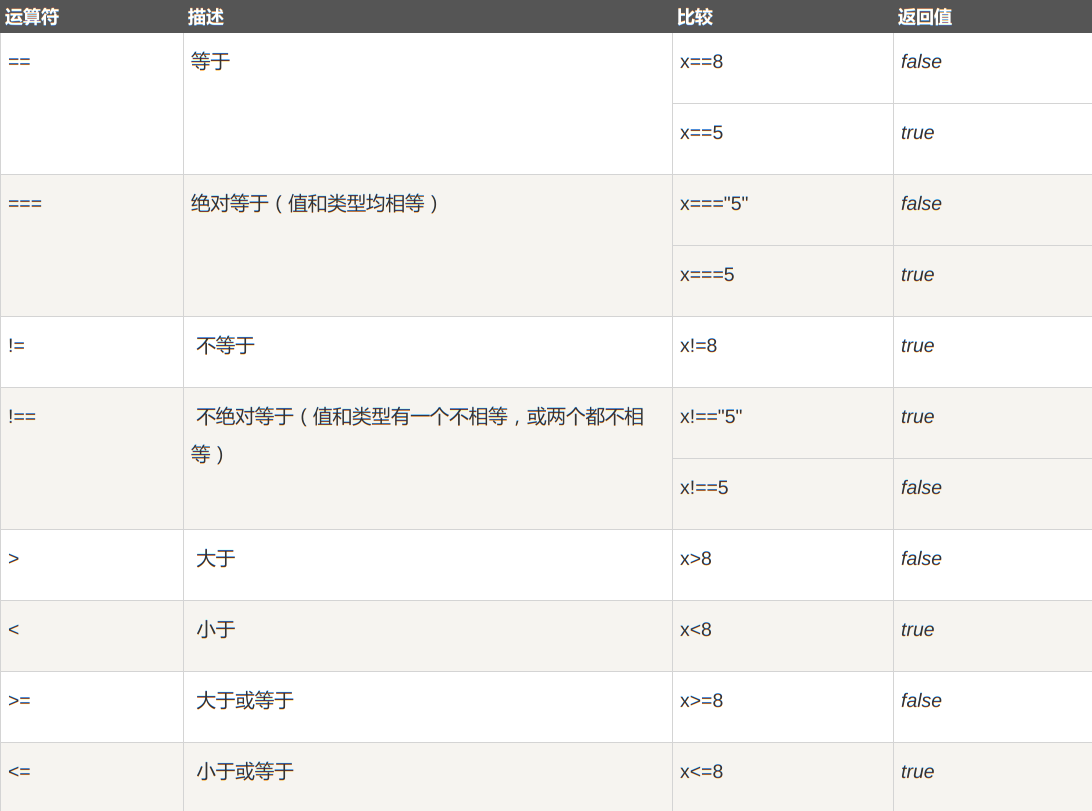 运算符 描述 比较 返回值
== 等于 x==8 false
x==5 true
=== 绝对等于（值和类型均相等） x==="5" false
x===5 true
!= 不等于 x!=8 true
!== 不绝对等于（值和类型有一个不相等，或两个都不相 x!=="5" true
等）
x!==5 false
> 大于 x>8 false
< 小于 x<8 true
>= 大于或等于 x>=8 false
<= 小于或等于 x<=8 true